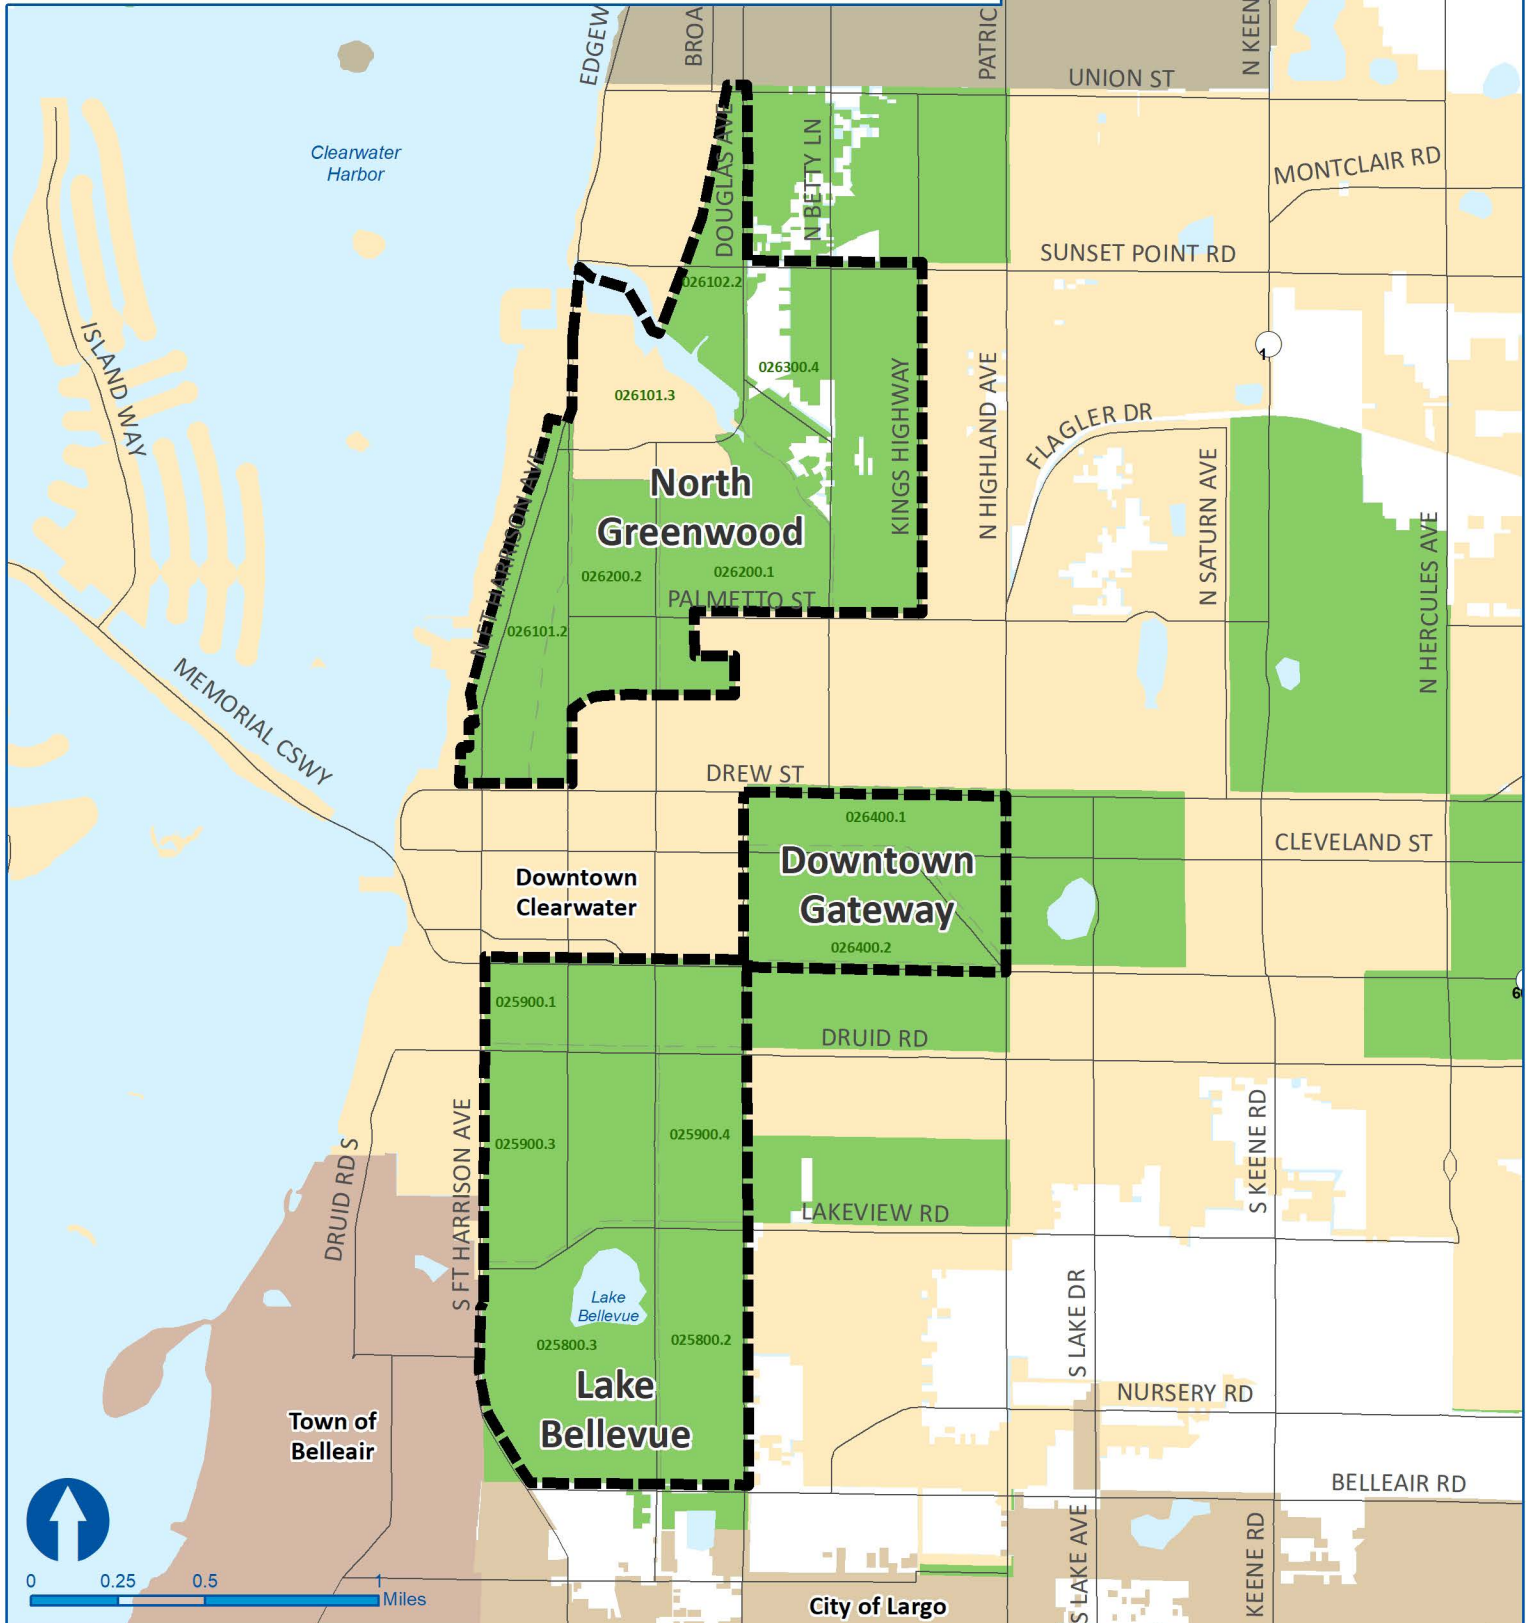 EDGEW
BROA
PATRIC
N KEEN
UNION ST
Clearwater
Harbor
DOUGLAS AVE
N BETTY LN
MONTCLAIR RD
SUNSET POINT RD
026102.2
ISLAND WAY
1
026300.4
026101.3
KINGS HIGHWAY
N HIGHLAND AVE
FLAGLER DR
N SATURN AVE
N HERCULES AVE
N FT HARRISON AVE
North
Greenwood
026200.2
026200.1
PALMETTO ST
026101.2
MEMORIAL CSWY
DREW ST
026400.1
CLEVELAND ST
Downtown
Gateway
Downtown
Clearwater
026400.2
025900.1
6
DRUID RD
S FT HARRISON AVE
025900.3
025900.4
S KEENE RD
DRUID RD S
LAKEVIEW RD
Lake
Bellevue
S LAKE DR
025800.3
025800.2
Lake
Bellevue
NURSERY RD
Town of
Belleair
BELLEAIR RD
S LAKE AVE
KEENE RD
0
0.25
0.5
1
Miles
City of Largo